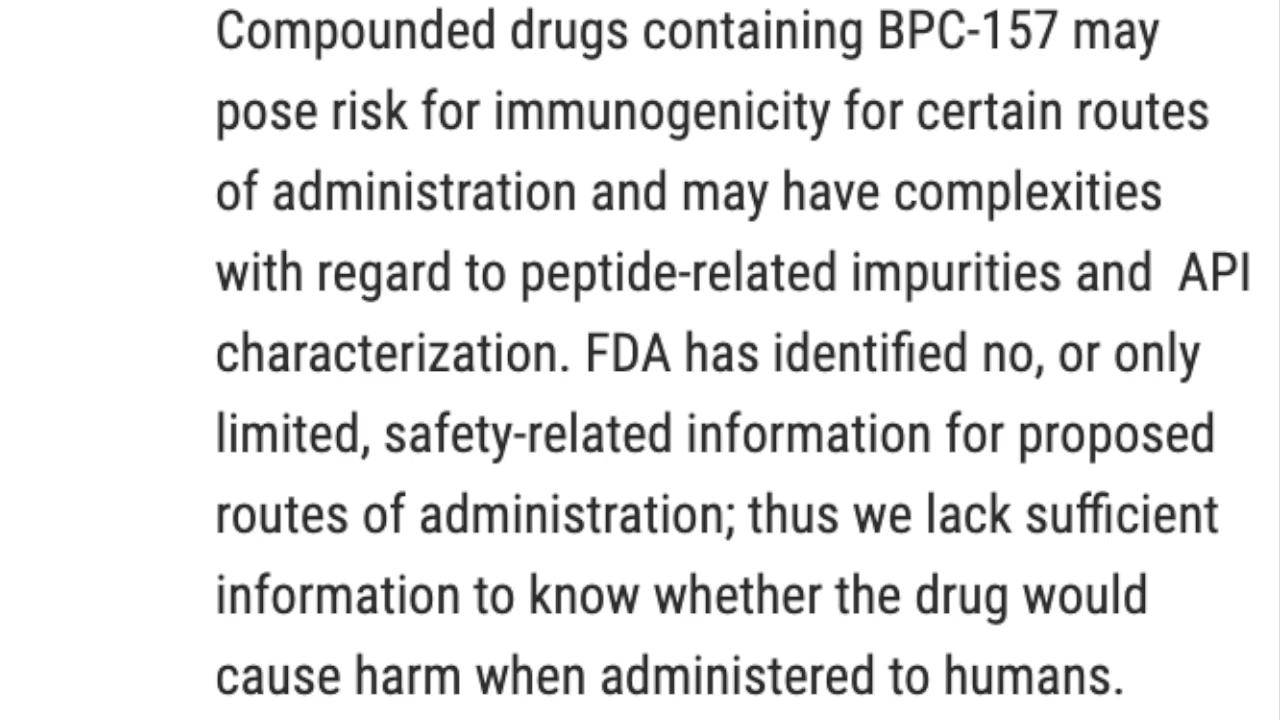 Compounded drugs containing BPC-157 may
pose risk for immunogenicity for certain routes
of administration and may have complexities
with regard to peptide-related impurities and  API
characterization. FDA has identified no, or only
limited, safety-related information for proposed
routes of administration; thus we lack sufficient
information to know whether the drug would
cause harm when administered to humans.